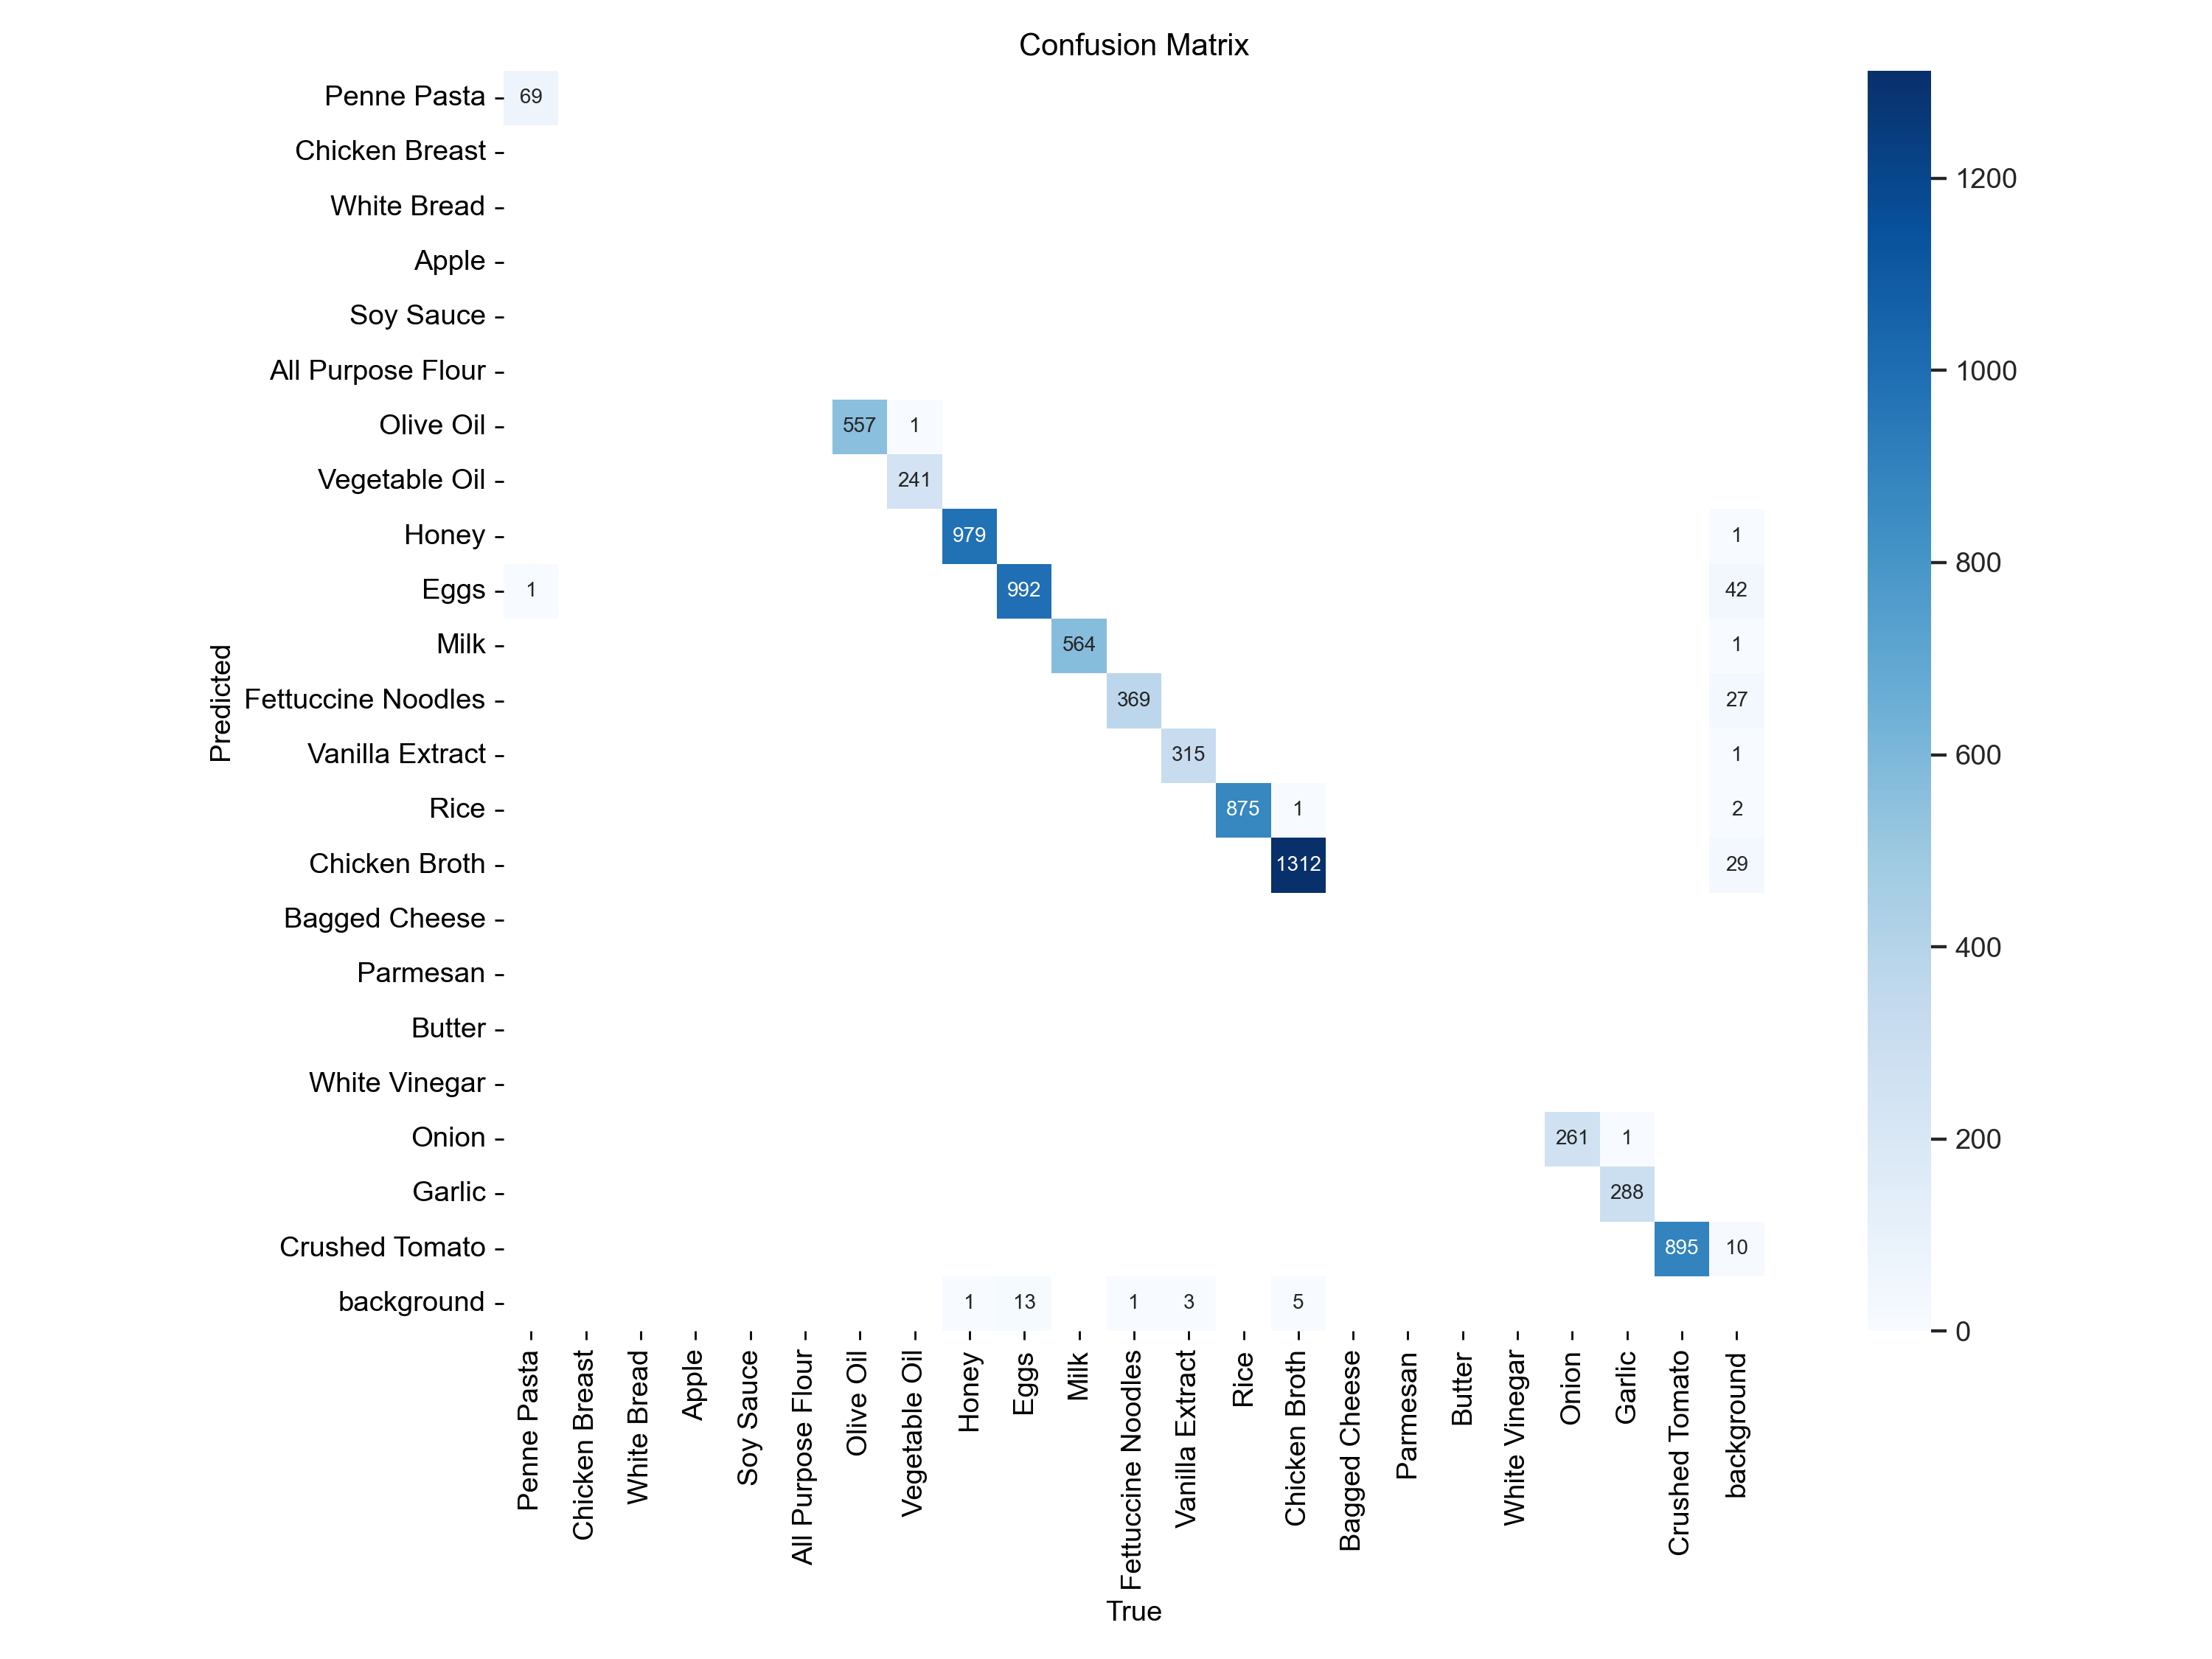 Confusion Matrix
Penne Pasta 69
Chicken Breast
White Bread
Apple
Soy Sauce
All Purpose Flour
Olive Oil 557 1
Vegetable Oil 241
Honey 979 1
Eggs 1 992 42
Milk 564 1
Fettuccine Noodles 369 27
Vanilla Extract 315 1
Rice 875 1 2
Chicken Broth 1312 29
Bagged Cheese
Parmesan
Butter
White Vinegar
Onion 261 1
Garlic 288
Crushed Tomato 895 10
background 1 13 1 3 5
Predicted
Penne Pasta
Chicken Breast
White Bread
Apple
Soy Sauce
All Purpose Flour
Olive Oil
Vegetable Oil
Honey
Eggs
Milk
Fettuccine Noodles
Vanilla Extract
Rice
Chicken Broth
Bagged Cheese
Parmesan
Butter
White Vinegar
Onion
Garlic
Crushed Tomato
background
True
1200
1000
800
600
400
200
0